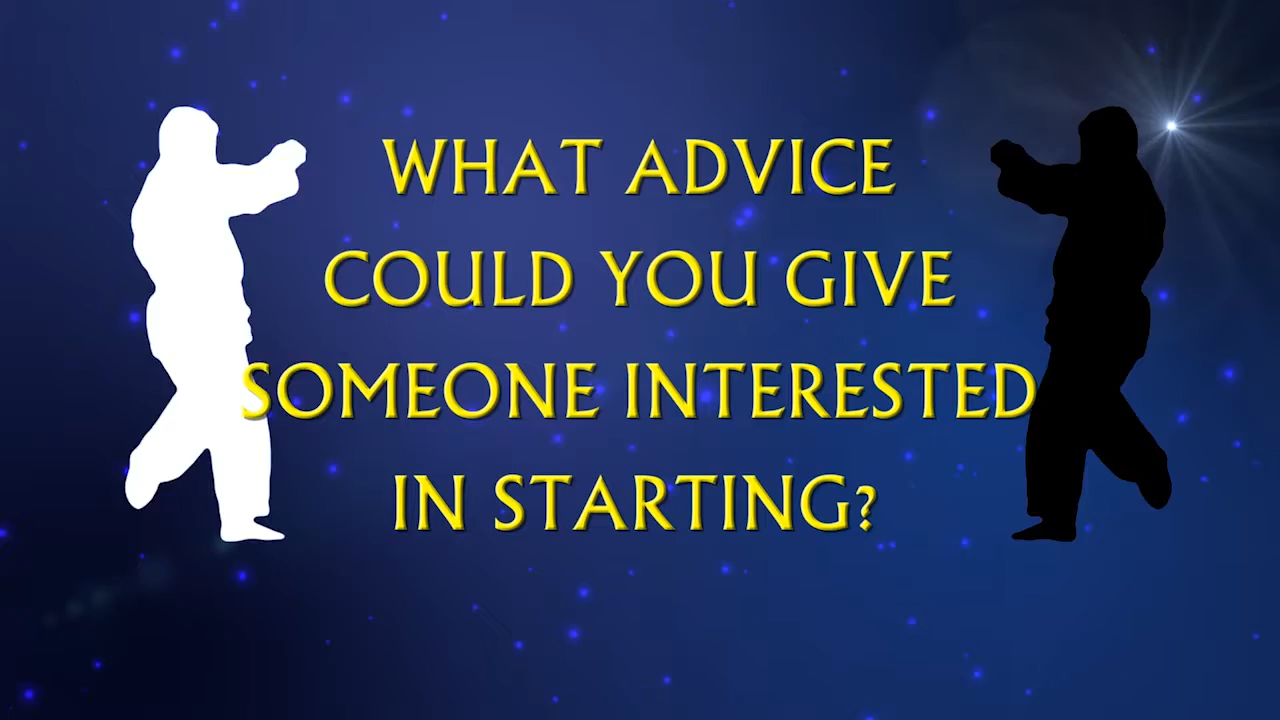 WHAT ADVICE
COULD YOU GIVE
SOMEONE INTERESTED
IN STARTING?